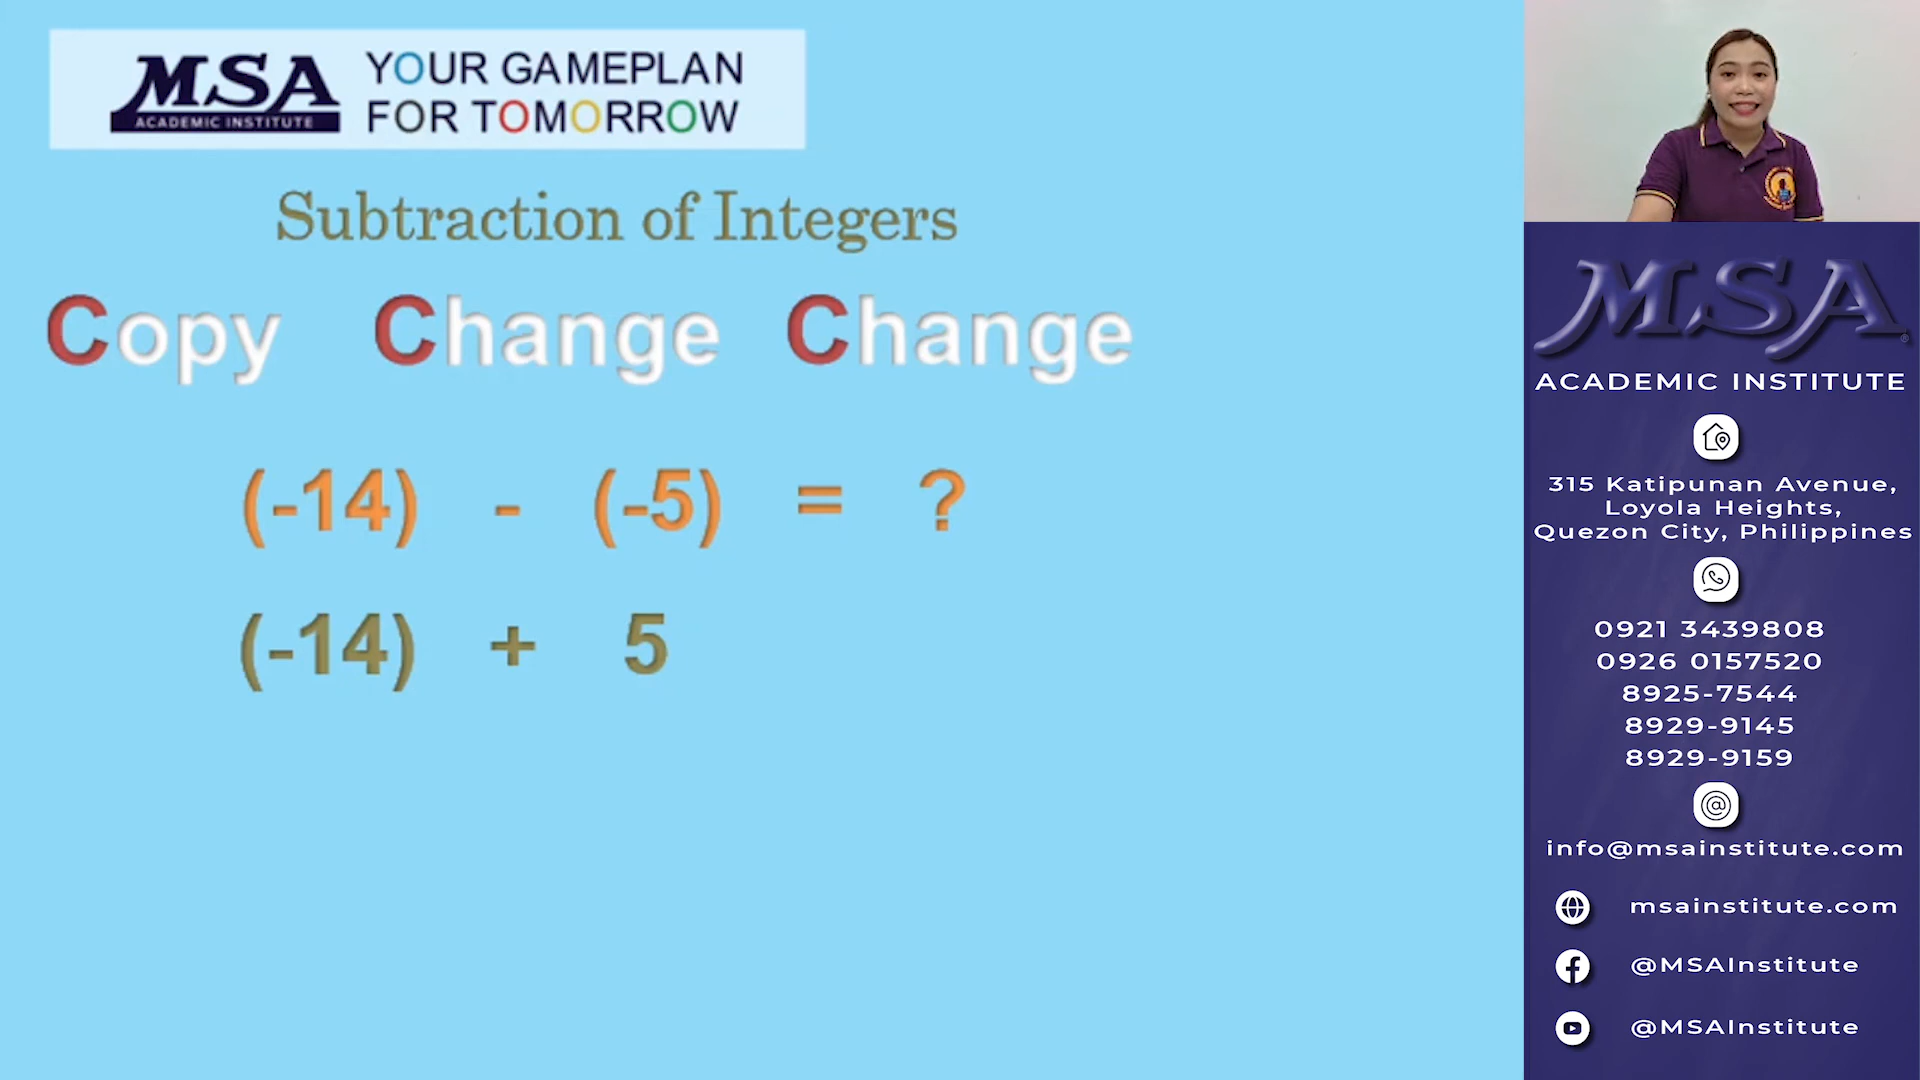 MSA
ACADEMIC INSTITUTE
YOUR GAMEPLAN
FOR TOMORROW
Subtraction of Integers
Copy Change Change
(-14) - (-5) = ?
(-14) + 5
MSA®
ACADEMIC INSTITUTE
315 Katipunan Avenue,
Loyola Heights,
Quezon City, Philippines
0921 3439808
0926 0157520
8925-7544
8929-9145
8929-9159
info@msainstitute.com
msainstitute.com
@MSAInstitute
@MSAInstitute